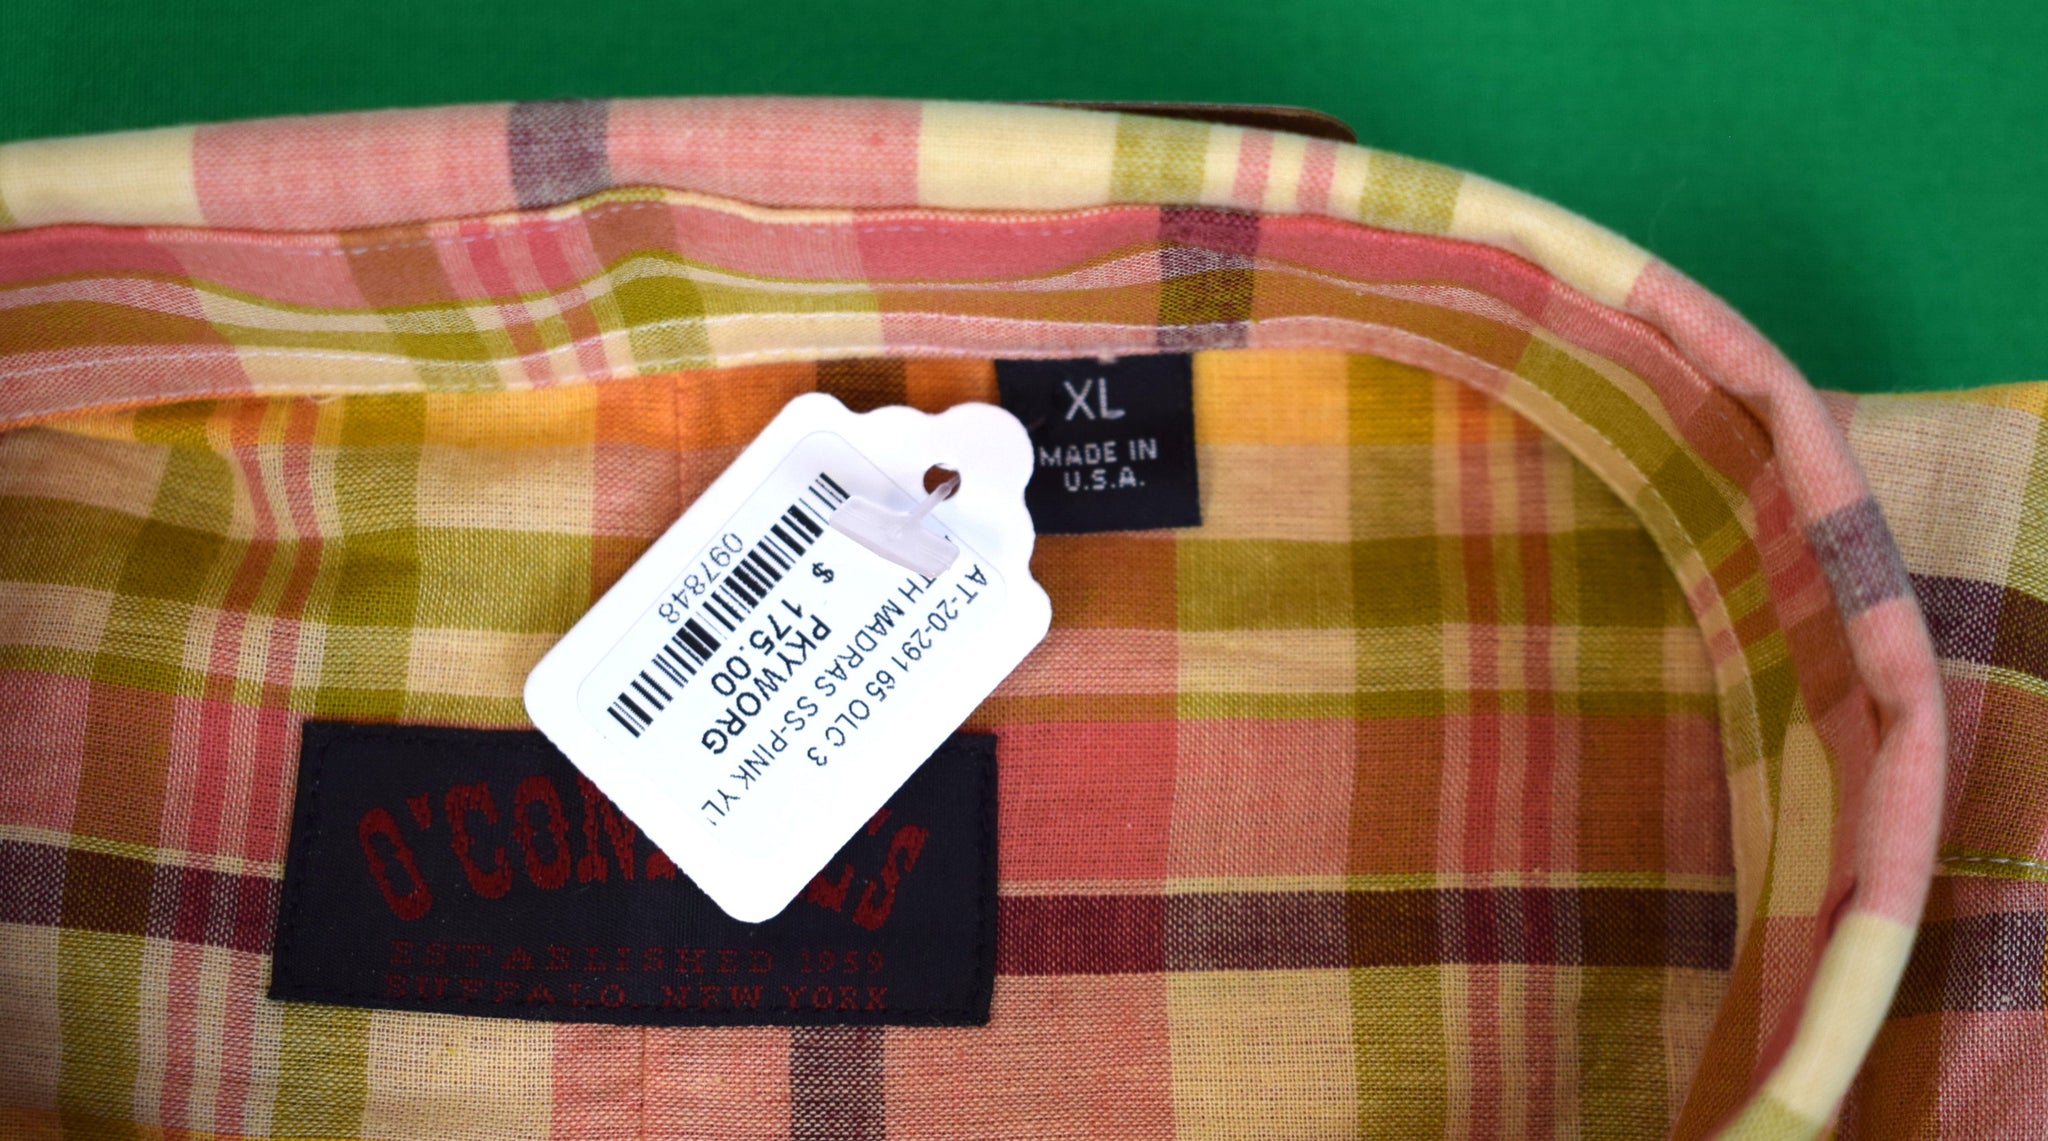 XL
MADE IN
U.S.A.
097848
$ 175.00
PKYWORG
TH MADRAS SS-PINK YL
AT-20-291 65 OLC 3
ESTABLISHED 1959
BUFFALO, NEW YORK